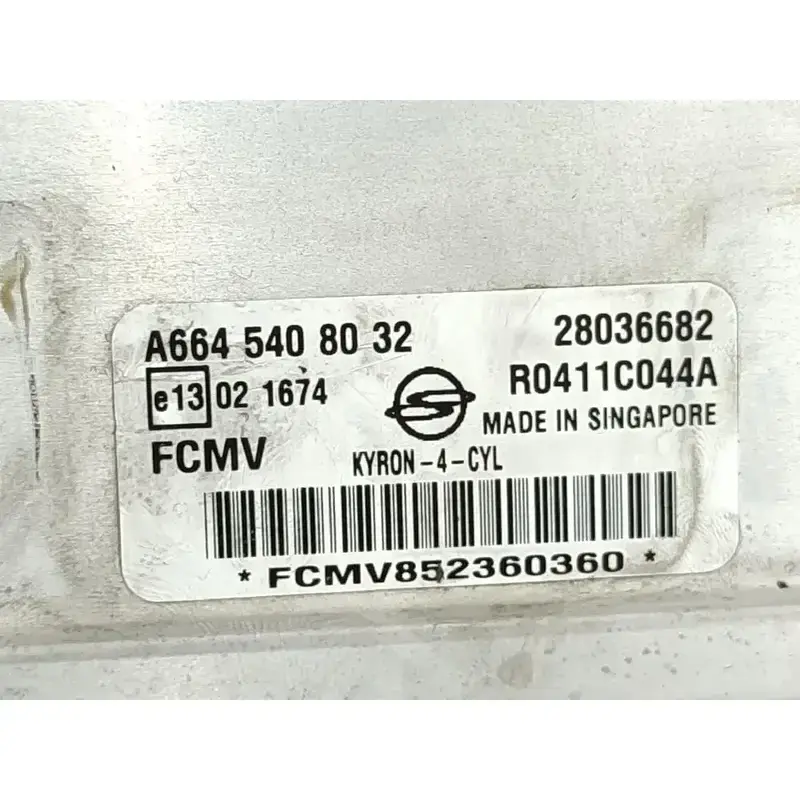 A664 540 80 32 28036682
e13 02 1674 R0411C044A
MADE IN SINGAPORE
FCMV KYRON-4-CYL
* FCMV852360360 *